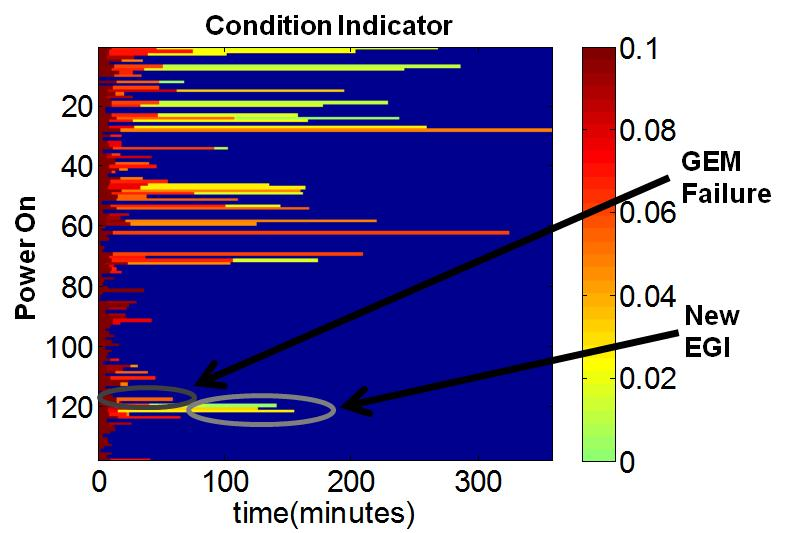 Condition Indicator
0.1
0.08
0.06
0.04
0.02
0
GEM
Failure
New
EGI
Power On
20
40
60
80
100
120
0 100 200 300
time(minutes)